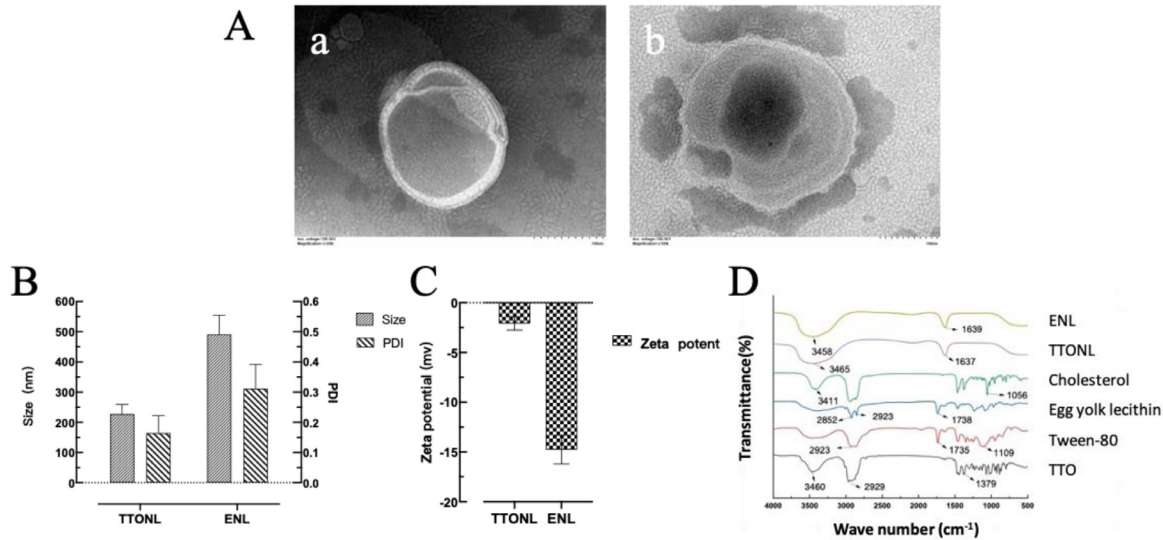 A
a
b
100nm
100nm
B
600
500
400
300
200
100
0
Size (nm)
0.6
0.5
0.4
0.3
0.2
0.1
0.0
PDI
Size
PDI
TTONL
ENL
C
0
-5
-10
-15
-20
Zeta potential (mv)
Zeta potent
TTONL
ENL
D
Transmittance(%)
3458
1639
ENL
3465
1637
TTONL
3411
1056
Cholesterol
2852
2923
1738
Egg yolk lecithin
2923
1735
1109
Tween-80
3460
2929
1379
TTO
4000 3500 3000 2500 2000 1500 1000 500
Wave number (cm-1)